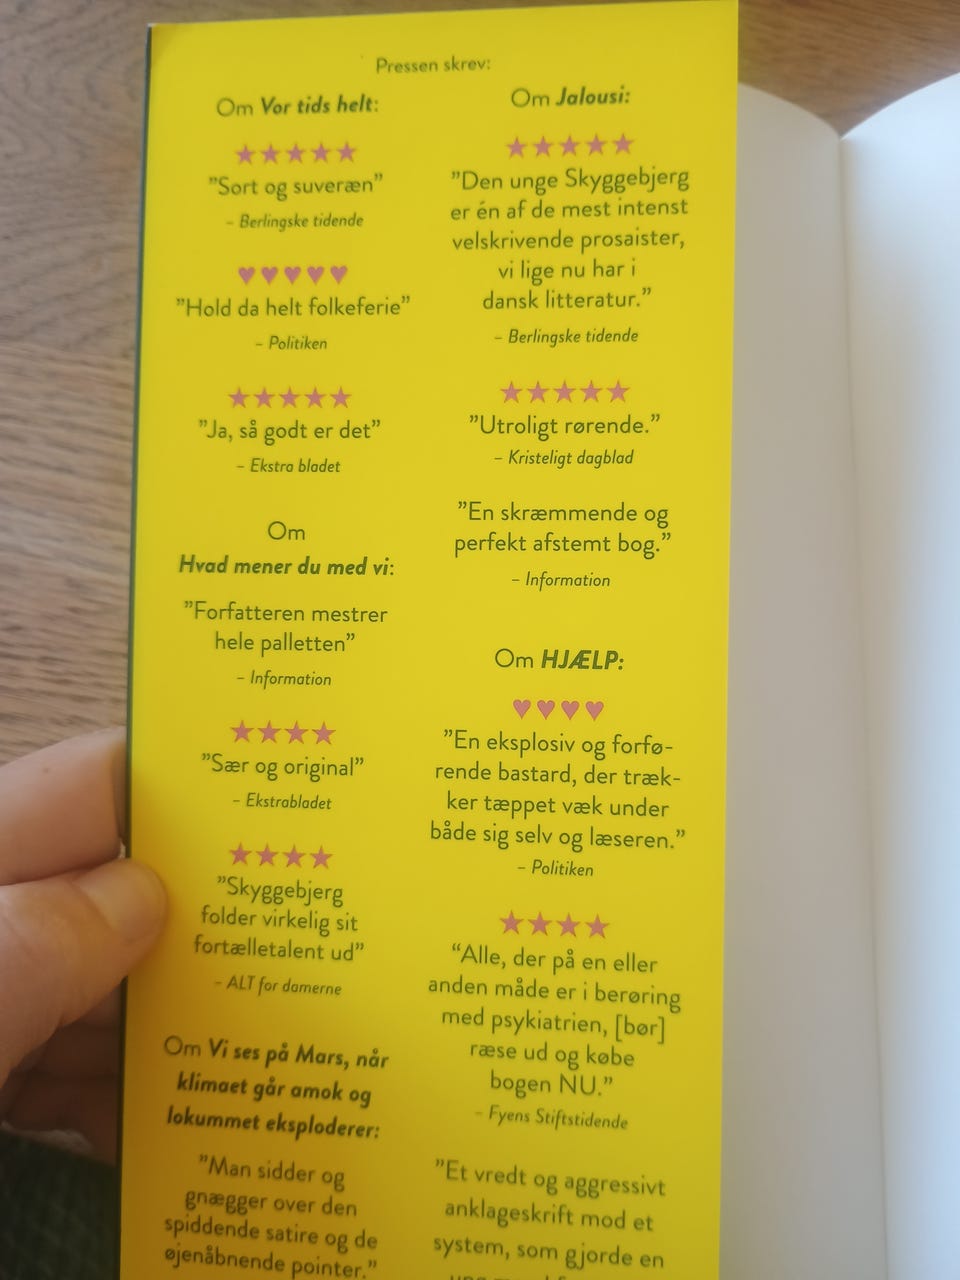 Pressen skrev:
Om Vor tids helt:
★★★★★
”Sort og suveræn”
– Berlingske tidende
♥♥♥♥♥
”Hold da helt folkeferie”
– Politiken
★★★★★
”Ja, så godt er det”
– Ekstra bladet
Om
Hvad mener du med vi:
”Forfatteren mestrer
hele palletten”
– Information
★★★★
”Sær og original”
– Ekstrabladet
★★★★
”Skyggebjerg
folder virkelig sit
fortælletalent ud”
– ALT for damerne
Om Vi ses på Mars, når
klimaet går amok og
lokummet eksploderer:
”Man sidder og
gnægger over den
spiddende satire og de
øjenåbnende pointer.”
Om Jalousi:
★★★★★
”Den unge Skyggebjerg
er én af de mest intenst
velskrivende prosaister,
vi lige nu har i
dansk litteratur.”
– Berlingske tidende
★★★★★
”Utroligt rørende.”
– Kristeligt dagblad
”En skræmmende og
perfekt afstemt bog.”
– Information
Om HJÆLP:
♥♥♥♥
”En eksplosiv og forfø-
rende bastard, der træk-
ker tæppet væk under
både sig selv og læseren.”
– Politiken
★★★★
“Alle, der på en eller
anden måde er i berøring
med psykiatrien, [bør]
ræse ud og købe
bogen NU.”
– Fyens Stiftstidende
”Et vredt og aggressivt
anklageskrift mod et
system, som gjorde en